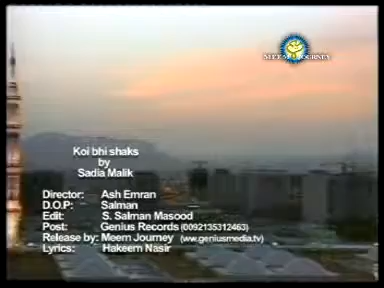 MEEM JOURNEY
Koi bhi shaks
by
Sadia Malik
Director: Ash Emran
D.O.P: Salman
Edit: S. Salman Masood
Post: Genius Records (0092135312463)
Release by: Meem Journey (ww.geniusmedia.tv)
Lyrics: Hakeem Nasir